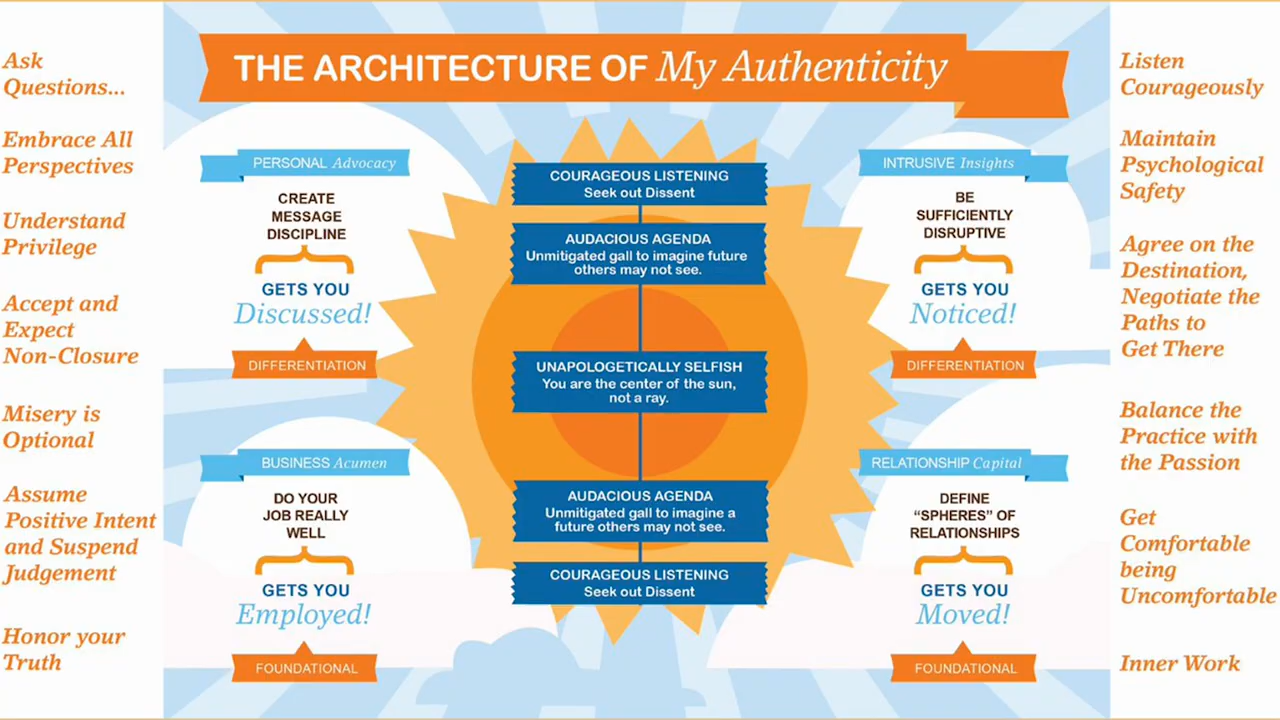 THE ARCHITECTURE OF My Authenticity
Ask
Questions...
Embrace All
Perspectives
Understand
Privilege
Accept and
Expect
Non-Closure
Misery is
Optional
Assume
Positive Intent
and Suspend
Judgement
Honor your
Truth
PERSONAL Advocacy
CREATE
MESSAGE
DISCIPLINE
GETS YOU
Discussed!
DIFFERENTIATION
BUSINESS Acumen
DO YOUR
JOB REALLY
WELL
GETS YOU
Employed!
FOUNDATIONAL
COURAGEOUS LISTENING
Seek out Dissent
AUDACIOUS AGENDA
Unmitigated gall to imagine future
others may not see.
UNAPOLOGETICALLY SELFISH
You are the center of the sun,
not a ray.
AUDACIOUS AGENDA
Unmitigated gall to imagine a
future others may not see.
COURAGEOUS LISTENING
Seek out Dissent
INTRUSIVE Insights
BE
SUFFICIENTLY
DISRUPTIVE
GETS YOU
Noticed!
DIFFERENTIATION
RELATIONSHIP Capital
DEFINE
“SPHERES” OF
RELATIONSHIPS
GETS YOU
Moved!
FOUNDATIONAL
Listen
Courageously
Maintain
Psychological
Safety
Agree on the
Destination,
Negotiate the
Paths to
Get There
Balance the
Practice with
the Passion
Get
Comfortable
being
Uncomfortable
Inner Work